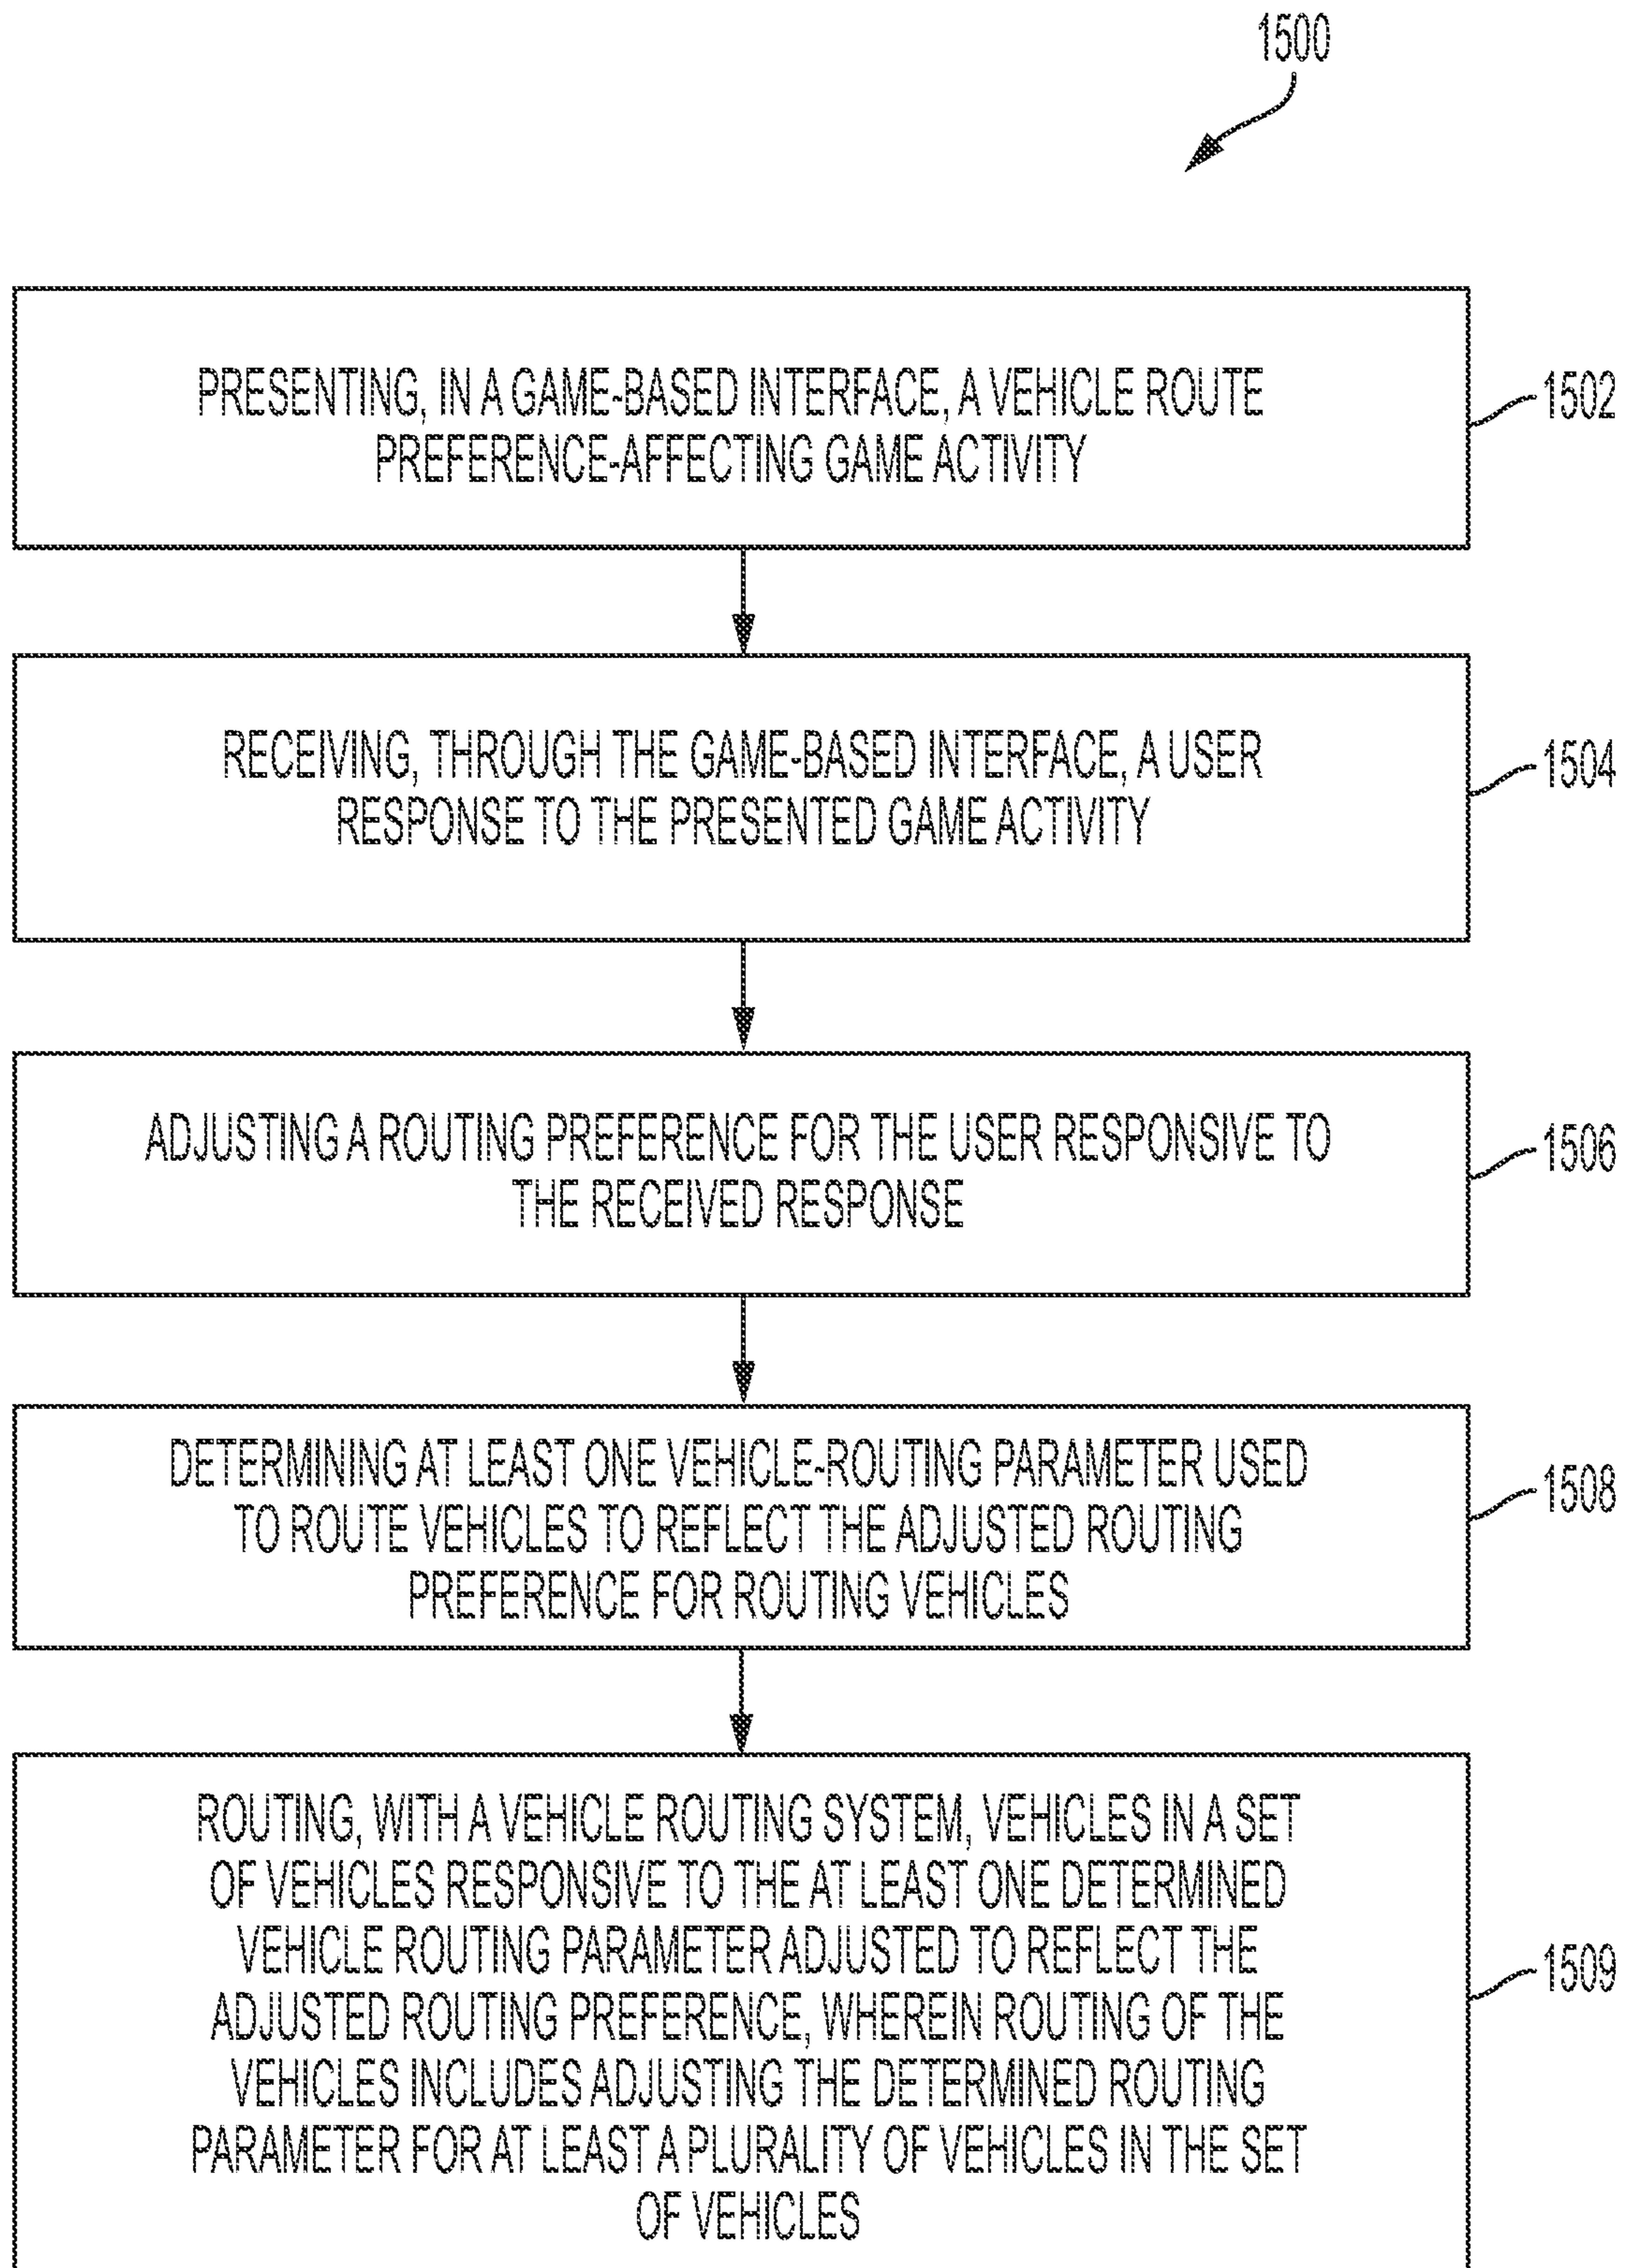 1500
PRESENTING, IN A GAME-BASED INTERFACE, A VEHICLE ROUTE
PREFERENCE-AFFECTING GAME ACTIVITY
1502
RECEIVING, THROUGH THE GAME-BASED INTERFACE, A USER
RESPONSE TO THE PRESENTED GAME ACTIVITY
1504
ADJUSTING A ROUTING PREFERENCE FOR THE USER RESPONSIVE TO
THE RECEIVED RESPONSE
1506
DETERMINING AT LEAST ONE VEHICLE-ROUTING PARAMETER USED
TO ROUTE VEHICLES TO REFLECT THE ADJUSTED ROUTING
PREFERENCE FOR ROUTING VEHICLES
1508
ROUTING, WITH A VEHICLE ROUTING SYSTEM, VEHICLES IN A SET
OF VEHICLES RESPONSIVE TO THE AT LEAST ONE DETERMINED
VEHICLE ROUTING PARAMETER ADJUSTED TO REFLECT THE
ADJUSTED ROUTING PREFERENCE, WHEREIN ROUTING OF THE
VEHICLES INCLUDES ADJUSTING THE DETERMINED ROUTING
PARAMETER FOR AT LEAST A PLURALITY OF VEHICLES IN THE SET
OF VEHICLES
1509